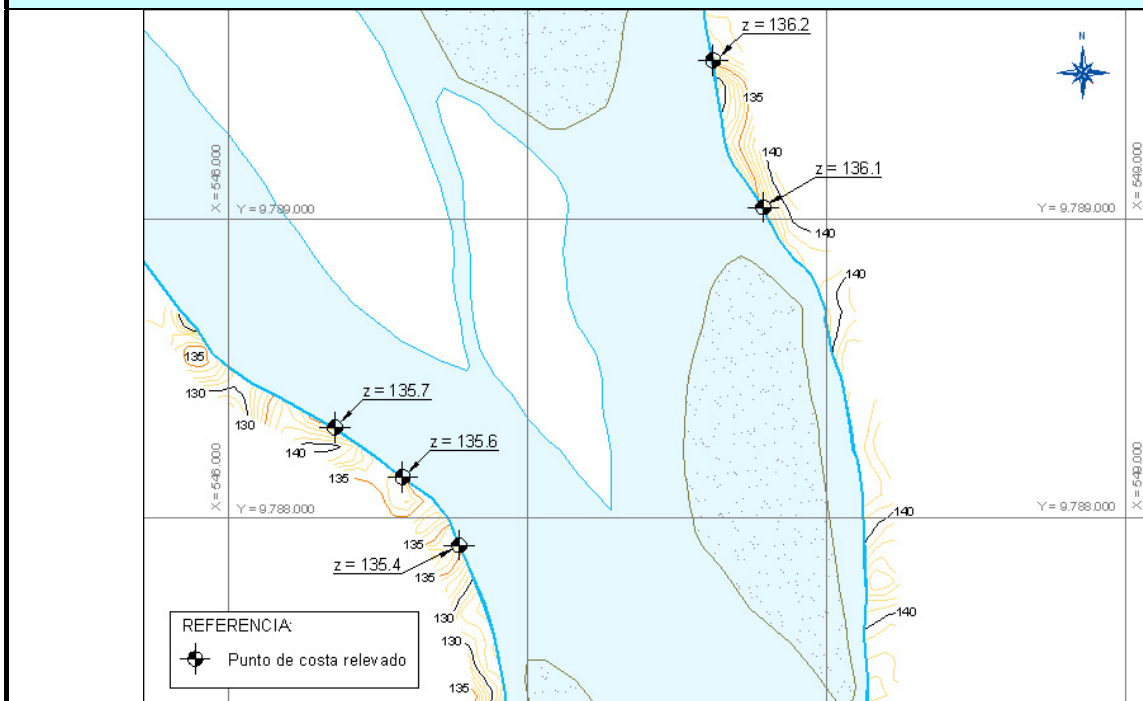 z = 136.2
N
135
140
z = 136.1
X = 546.000
X = 549.000
Y = 9.789.000
Y = 9.789.000
140
140
135
130
z = 135.7
130
z = 135.6
140
135
X = 546.000
X = 549.000
Y = 9.788.000
Y = 9.788.000
140
135
z = 135.4
135
140
130
REFERENCIA:
130
Punto de costa relevado
135